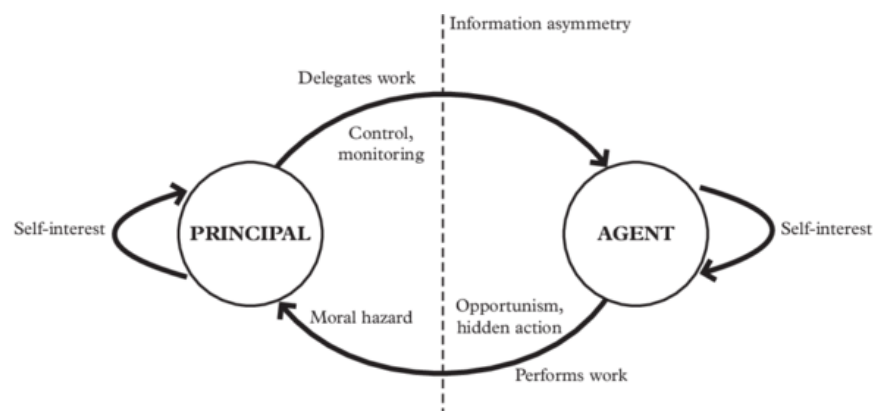 Information asymmetry
Delegates work
Control,
monitoring
Self-interest
PRINCIPAL
AGENT
Self-interest
Moral hazard
Opportunism,
hidden action
Performs work